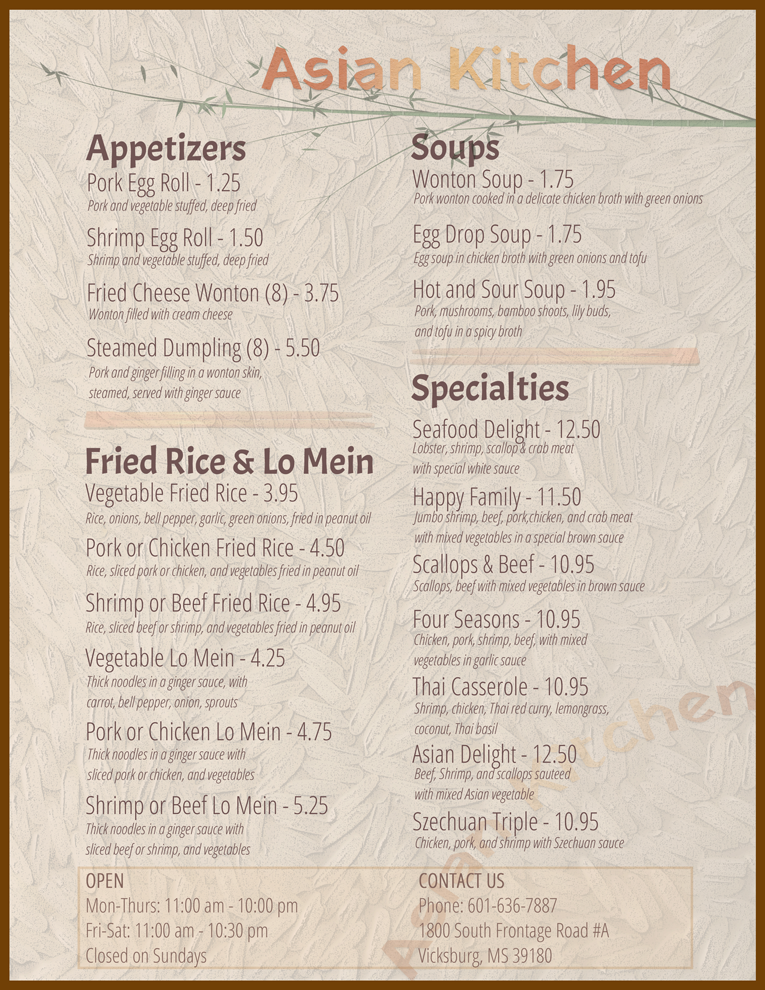 Asian Kitchen
Appetizers
Pork Egg Roll - 1.25
Pork and vegetable stuffed, deep fried
Shrimp Egg Roll - 1.50
Shrimp and vegetable stuffed, deep fried
Fried Cheese Wonton (8) - 3.75
Wonton filled with cream cheese
Steamed Dumpling (8) - 5.50
Pork and ginger filling in a wonton skin,
steamed, served with ginger sauce
Fried Rice & Lo Mein
Vegetable Fried Rice - 3.95
Rice, onions, bell pepper, garlic, green onions, fried in peanut oil
Pork or Chicken Fried Rice - 4.50
Rice, sliced pork or chicken, and vegetables fried in peanut oil
Shrimp or Beef Fried Rice - 4.95
Rice, sliced beef or shrimp, and vegetables fried in peanut oil
Vegetable Lo Mein - 4.25
Thick noodles in a ginger sauce, with
carrot, bell pepper, onion, sprouts
Pork or Chicken Lo Mein - 4.75
Thick noodles in a ginger sauce with
sliced pork or chicken, and vegetables
Shrimp or Beef Lo Mein - 5.25
Thick noodles in a ginger sauce with
sliced beef or shrimp, and vegetables
Soups
Wonton Soup - 1.75
Pork wonton cooked in a delicate chicken broth with green onions
Egg Drop Soup - 1.75
Egg soup in chicken broth with green onions and tofu
Hot and Sour Soup - 1.95
Pork, mushrooms, bamboo shoots, lily buds,
and tofu in a spicy broth
Specialties
Seafood Delight - 12.50
Lobster, shrimp, scallop & crab meat
with special white sauce
Happy Family - 11.50
Jumbo shrimp, beef, pork,chicken, and crab meat
with mixed vegetables in a special brown sauce
Scallops & Beef - 10.95
Scallops, beef with mixed vegetables in brown sauce
Four Seasons - 10.95
Chicken, pork, shrimp, beef, with mixed
vegetables in garlic sauce
Thai Casserole - 10.95
Shrimp, chicken, Thai red curry, lemongrass,
coconut, Thai basil
Asian Delight - 12.50
Beef, Shrimp, and scallops sauteed
with mixed Asian vegetable
Szechuan Triple - 10.95
Chicken, pork, and shrimp with Szechuan sauce
Asian Kitchen
OPEN
Mon-Thurs: 11:00 am - 10:00 pm
Fri-Sat: 11:00 am - 10:30 pm
Closed on Sundays
CONTACT US
Phone: 601-636-7887
1800 South Frontage Road #A
Vicksburg, MS 39180